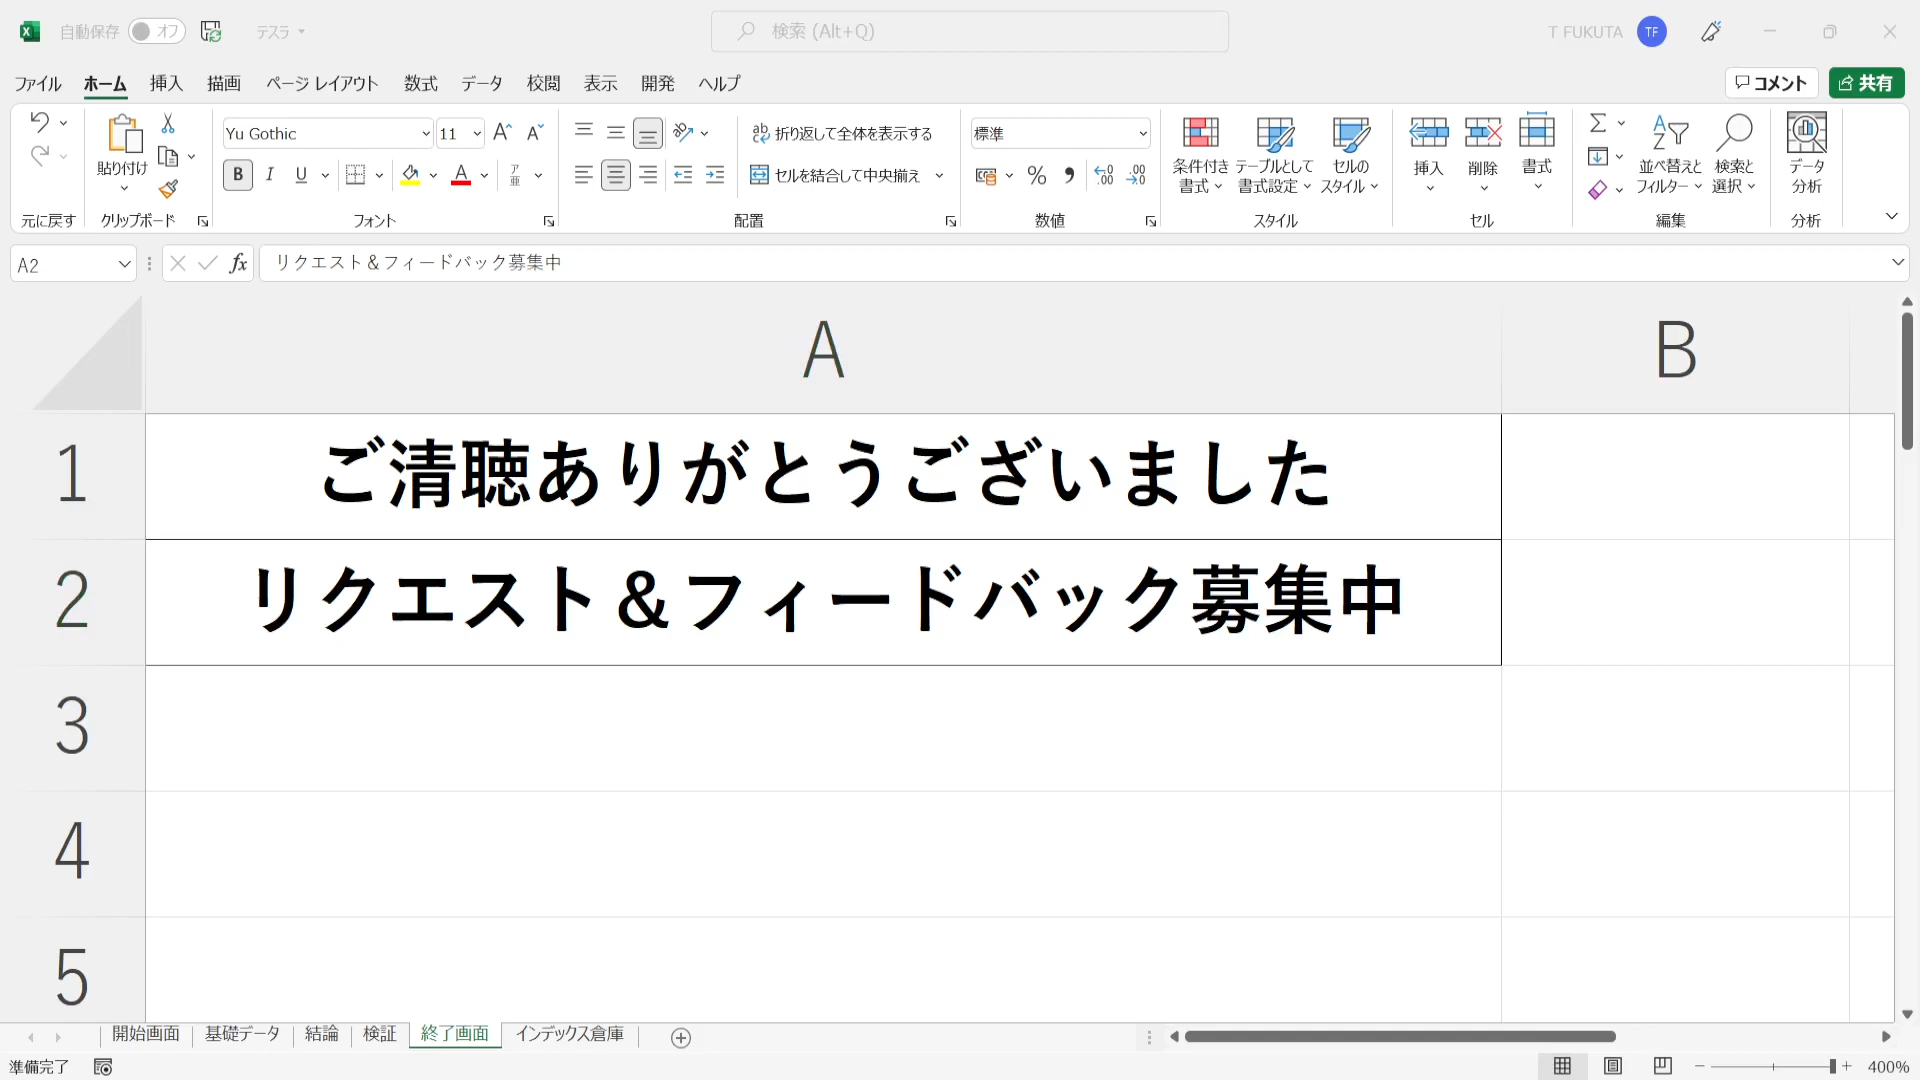 自動保存 オフ テスラ 検索 (Alt+Q) T FUKUTA TF
ファイル ホーム 挿入 描画 ページ レイアウト 数式 データ 校閲 表示 開発 ヘルプ コメント 共有
Yu Gothic 11 折り返して全体を表示する 標準
貼り付け B I U A ア亜 セルを結合して中央揃え % 条件付き書式 テーブルとして書式設定 セルのスタイル 挿入 削除 書式 並べ替えとフィルター 検索と選択 データ分析
元に戻す クリップボード フォント 配置 数値 スタイル セル 編集 分析
A2 fx リクエスト＆フィードバック募集中
A B
1 ご清聴ありがとうございました
2 リクエスト＆フィードバック募集中
3
4
5
開始画面 基礎データ 結論 検証 終了画面 インデックス倉庫
準備完了 400%